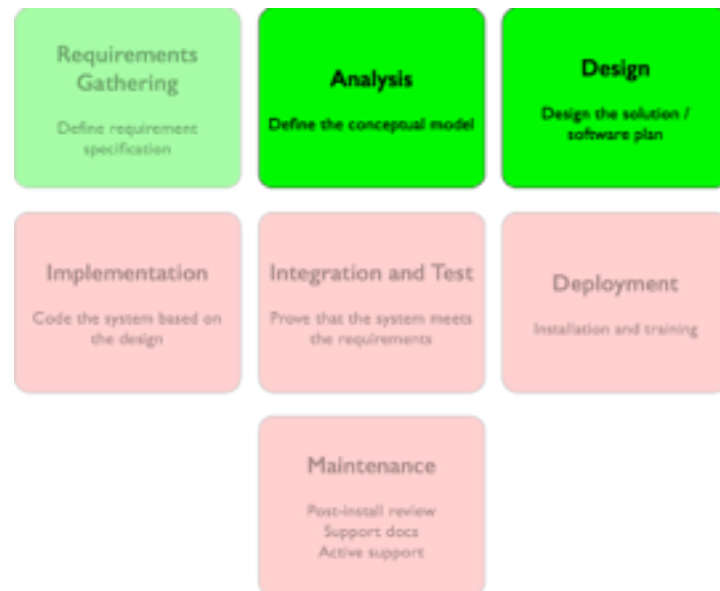 Requirements
Gathering
Define requirement
specification
Analysis
Define the conceptual model
Design
Design the solution /
software plan
Implementation
Code the system based on
the design
Integration and Test
Prove that the system meets
the requirements
Deployment
Installation and training
Maintenance
Post-install review
Support docs
Active support